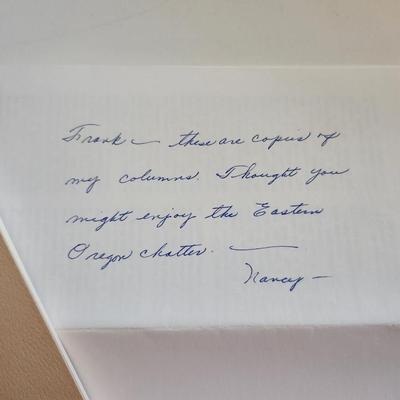 Frank — these are copies of
my columns. Thought you
might enjoy the Eastern
Oregon chatter. —
Nancy —